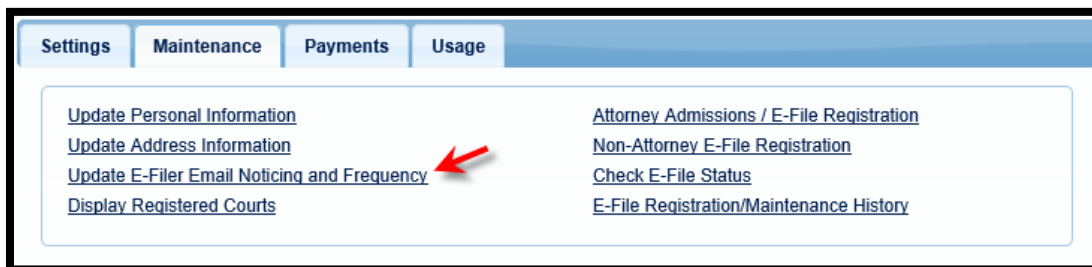 Settings Maintenance Payments Usage
Update Personal Information
Update Address Information
Update E-Filer Email Noticing and Frequency
Display Registered Courts
Attorney Admissions / E-File Registration
Non-Attorney E-File Registration
Check E-File Status
E-File Registration/Maintenance History